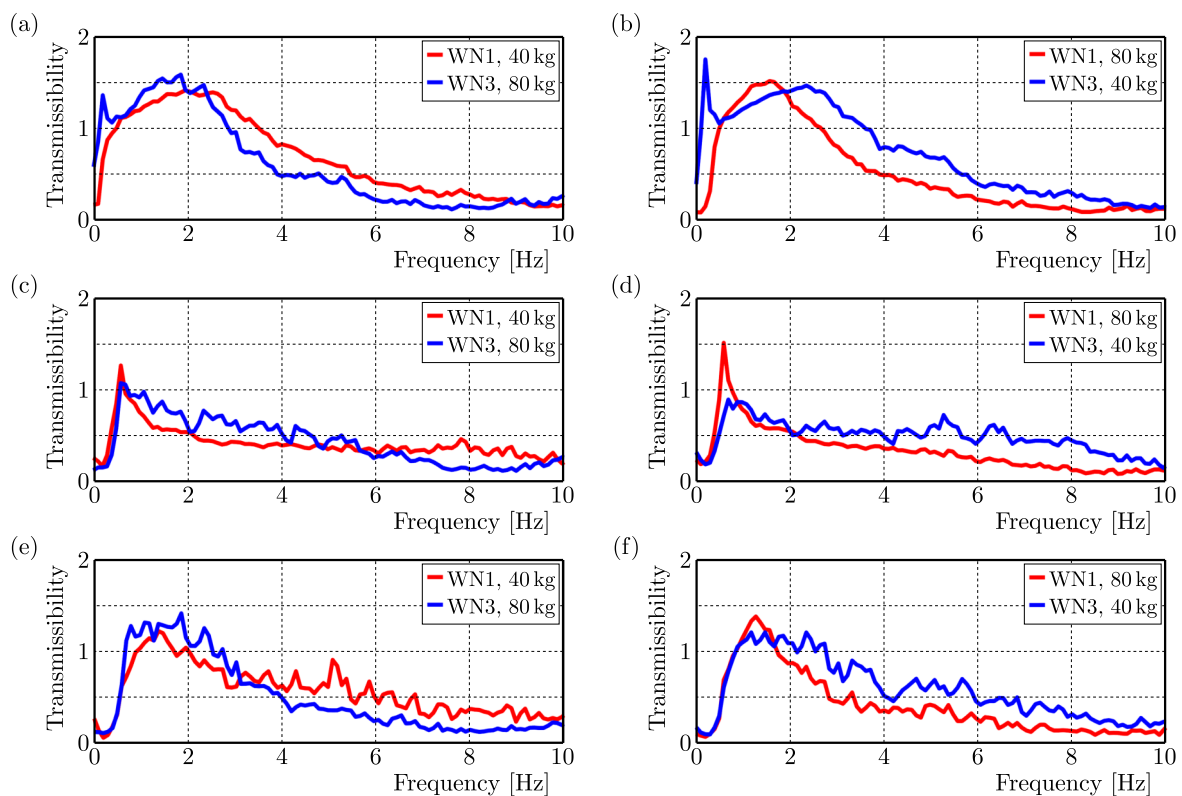 (a)
Transmissibility
2
1
0
0 2 4 6 8 10
Frequency [Hz]
WN1, 40 kg
WN3, 80 kg
(b)
Transmissibility
2
1
0
0 2 4 6 8 10
Frequency [Hz]
WN1, 80 kg
WN3, 40 kg
(c)
Transmissibility
2
1
0
0 2 4 6 8 10
Frequency [Hz]
WN1, 40 kg
WN3, 80 kg
(d)
Transmissibility
2
1
0
0 2 4 6 8 10
Frequency [Hz]
WN1, 80 kg
WN3, 40 kg
(e)
Transmissibility
2
1
0
0 2 4 6 8 10
Frequency [Hz]
WN1, 40 kg
WN3, 80 kg
(f)
Transmissibility
2
1
0
0 2 4 6 8 10
Frequency [Hz]
WN1, 80 kg
WN3, 40 kg